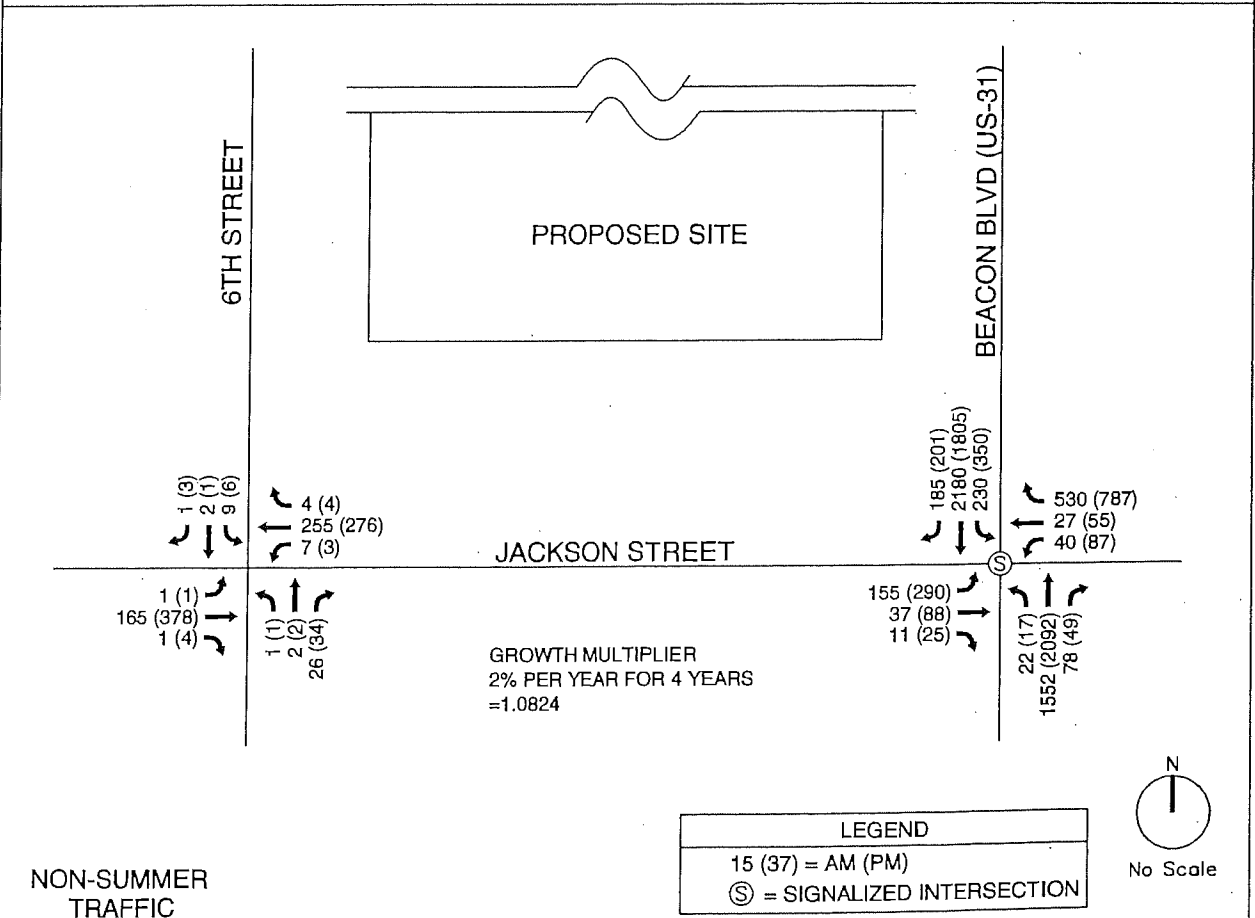 6TH STREET
PROPOSED SITE
BEACON BLVD (US-31)
1 (3)
2 (1)
9 (6)
4 (4)
255 (276)
7 (3)
JACKSON STREET
185 (201)
2180 (1805)
230 (350)
530 (787)
27 (55)
40 (87)
S
1 (1)
165 (378)
1 (4)
1 (1)
2 (2)
26 (34)
155 (290)
37 (88)
11 (25)
22 (17)
1552 (2092)
78 (49)
GROWTH MULTIPLIER
2% PER YEAR FOR 4 YEARS
=1.0824
N
No Scale
LEGEND
15 (37) = AM (PM)
Ⓢ = SIGNALIZED INTERSECTION
NON-SUMMER
TRAFFIC